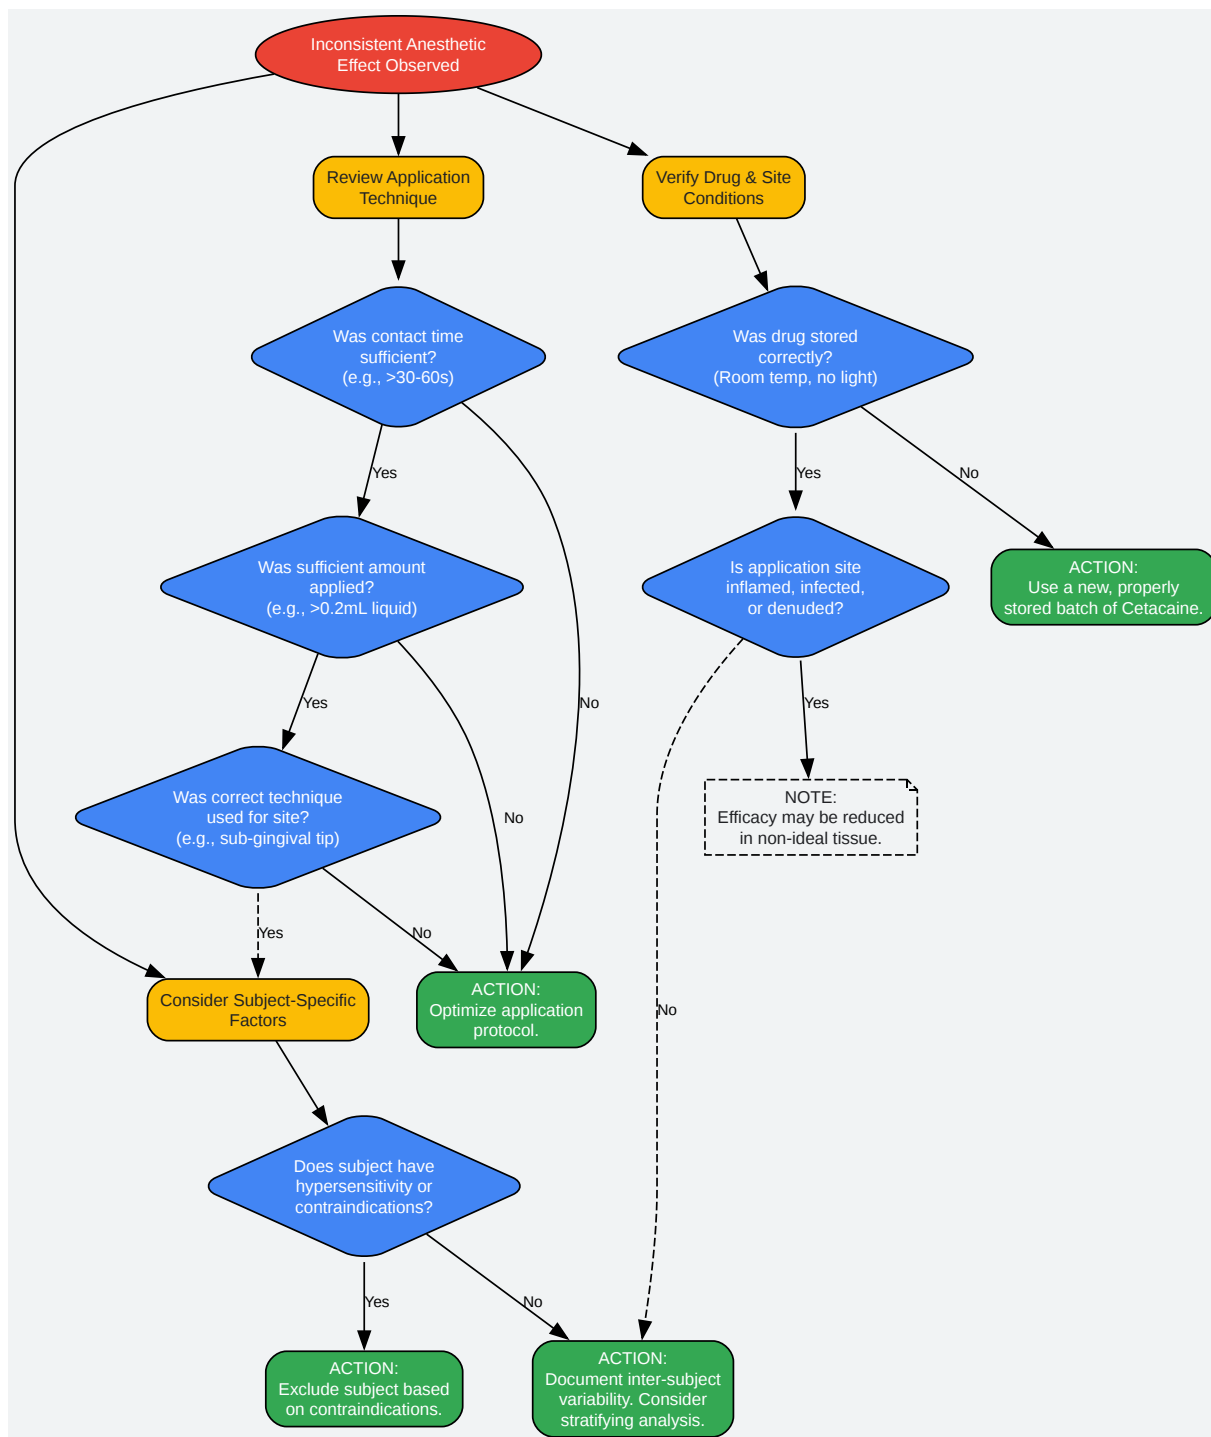 Inconsistent Anesthetic
Effect Observed
Review Application
Technique
Verify Drug & Site
Conditions
Was contact time
sufficient?
(e.g., >30-60s)
Was drug stored
correctly?
(Room temp, no light)
Yes
Yes
No
Was sufficient amount
applied?
(e.g., >0.2mL liquid)
Is application site
inflamed, infected,
or denuded?
ACTION:
Use a new, properly
stored batch of Cetacaine.
Yes
No
Yes
Was correct technique
used for site?
(e.g., sub-gingival tip)
No
NOTE:
Efficacy may be reduced
in non-ideal tissue.
Yes
No
Consider Subject-Specific
Factors
ACTION:
Optimize application
protocol.
No
Does subject have
hypersensitivity or
contraindications?
Yes
No
ACTION:
Exclude subject based
on contraindications.
ACTION:
Document inter-subject
variability. Consider
stratifying analysis.